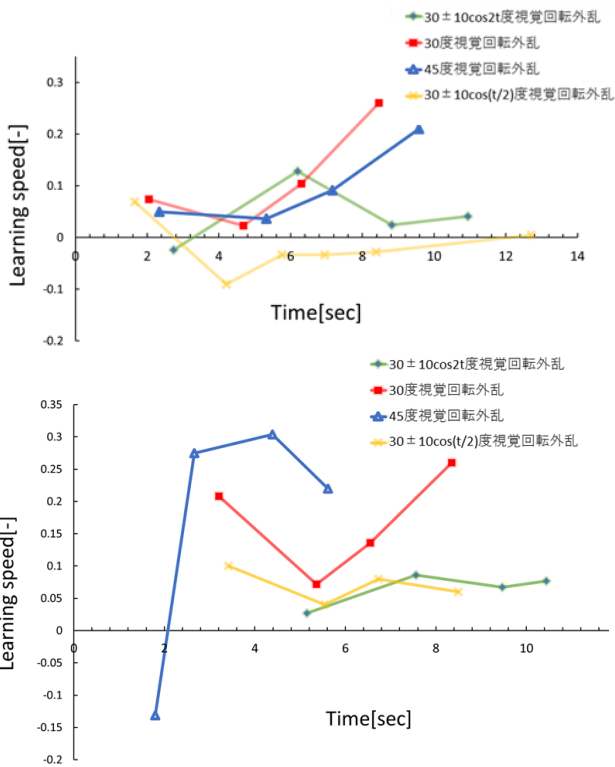 30±10cos2t度視覚回転外乱
30度視覚回転外乱
45度視覚回転外乱
30±10cos(t/2)度視覚回転外乱
0.3
0.2
0.1
0
-0.1
-0.2
0 2 4 6 8 10 12 14
Learning speed[-]
Time[sec]
30±10cos2t度視覚回転外乱
30度視覚回転外乱
45度視覚回転外乱
30±10cos(t/2)度視覚回転外乱
0.35
0.3
0.25
0.2
0.15
0.1
0.05
0
-0.05
-0.1
-0.15
-0.2
0 2 4 6 8 10
Learning speed[-]
Time[sec]